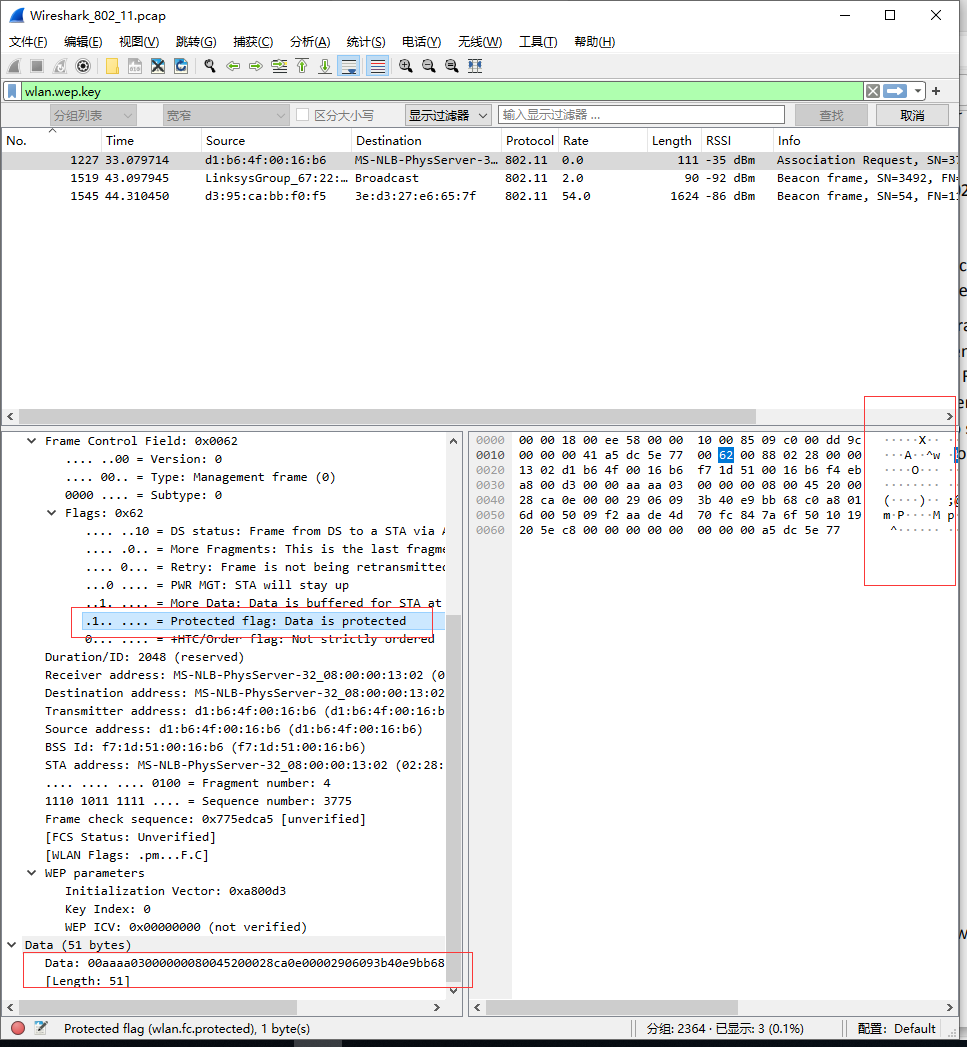 Wireshark_802_11.pcap
文件(F) 编辑(E) 视图(V) 跳转(G) 捕获(C) 分析(A) 统计(S) 电话(Y) 无线(W) 工具(T) 帮助(H)
wlan.wep.key
分组列表 宽窄 区分大小写 显示过滤器 输入显示过滤器 … 查找 取消
No. Time Source Destination Protocol Rate Length RSSI Info
1227 33.079714 d1:b6:4f:00:16:b6 MS-NLB-PhysServer-3… 802.11 0.0 111 -35 dBm Association Request, SN=37
1519 43.097945 LinksysGroup_67:22:… Broadcast 802.11 2.0 90 -92 dBm Beacon frame, SN=3492, FN=
1545 44.310450 d3:95:ca:bb:f0:f5 3e:d3:27:e6:65:7f 802.11 54.0 1624 -86 dBm Beacon frame, SN=54, FN=1
Frame Control Field: 0x0062
.... ..00 = Version: 0
.... 00.. = Type: Management frame (0)
0000 .... = Subtype: 0
Flags: 0x62
.... ..10 = DS status: Frame from DS to a STA via A
.... .0.. = More Fragments: This is the last fragme
.... 0... = Retry: Frame is not being retransmitted
...0 .... = PWR MGT: STA will stay up
..1. .... = More Data: Data is buffered for STA at
.1.. .... = Protected flag: Data is protected
0... .... = +HTC/Order flag: Not strictly ordered
Duration/ID: 2048 (reserved)
Receiver address: MS-NLB-PhysServer-32_08:00:00:13:02 (0
Destination address: MS-NLB-PhysServer-32_08:00:00:13:02
Transmitter address: d1:b6:4f:00:16:b6 (d1:b6:4f:00:16:b
Source address: d1:b6:4f:00:16:b6 (d1:b6:4f:00:16:b6)
BSS Id: f7:1d:51:00:16:b6 (f7:1d:51:00:16:b6)
STA address: MS-NLB-PhysServer-32_08:00:00:13:02 (02:28:
.... .... .... 0100 = Fragment number: 4
1110 1011 1111 .... = Sequence number: 3775
Frame check sequence: 0x775edca5 [unverified]
[FCS Status: Unverified]
[WLAN Flags: .pm...F.C]
WEP parameters
Initialization Vector: 0xa800d3
Key Index: 0
WEP ICV: 0x00000000 (not verified)
Data (51 bytes)
Data: 00aaaa0300000008004520​0028ca0e00002906093b40e9bb68
[Length: 51]
0000 00 00 18 00 ee 58 00 00 10 00 85 09 c0 00 dd 9c ·····X··
0010 00 00 00 41 a5 dc 5e 77 00 62 00 88 02 28 00 00 ···A··^w
0020 13 02 d1 b6 4f 00 16 b6 f7 1d 51 00 16 b6 f4 eb ····O···
0030 a8 00 d3 00 00 aa aa 03 00 00 00 08 00 45 20 00 ········
0040 28 ca 0e 00 00 29 06 09 3b 40 e9 bb 68 c0 a8 01 (····)·· ;@
0050 6d 00 50 09 f2 aa de 4d 70 fc 84 7a 6f 50 10 19 m·P····M p
0060 20 5e c8 00 00 00 00 00 00 00 00 a5 dc 5e 77 ^······
Protected flag (wlan.fc.protected), 1 byte(s) 分组: 2364 · 已显示: 3 (0.1%) 配置: Default